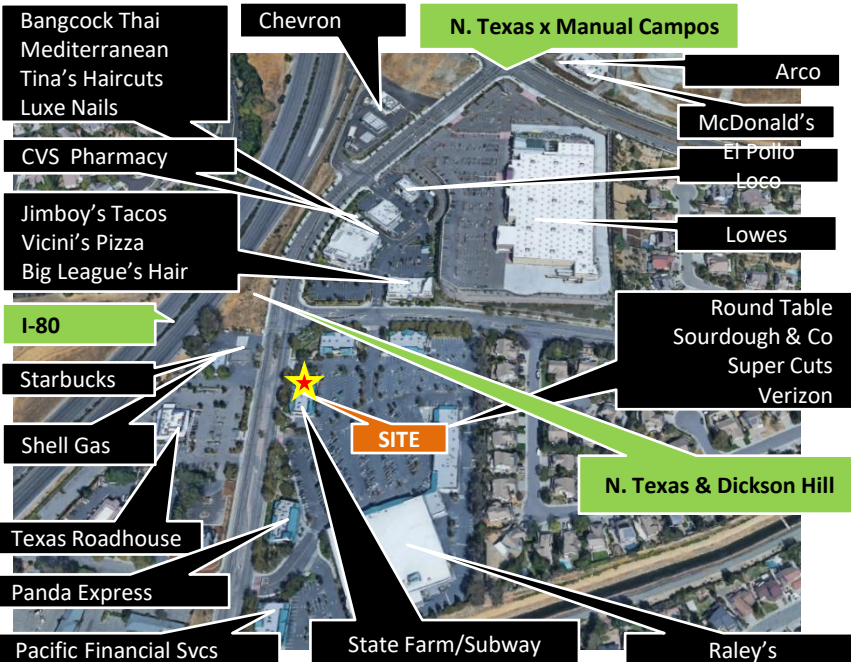 Bangcock Thai
Mediterranean
Tina's Haircuts
Luxe Nails
Chevron
N. Texas x Manual Campos
Arco
McDonald's
CVS Pharmacy
El Pollo
Loco
Jimboy's Tacos
Vicini's Pizza
Big League's Hair
Lowes
I-80
Round Table
Sourdough & Co
Super Cuts
Verizon
Starbucks
SITE
Shell Gas
N. Texas & Dickson Hill
Texas Roadhouse
Panda Express
Pacific Financial Svcs
State Farm/Subway
Raley's